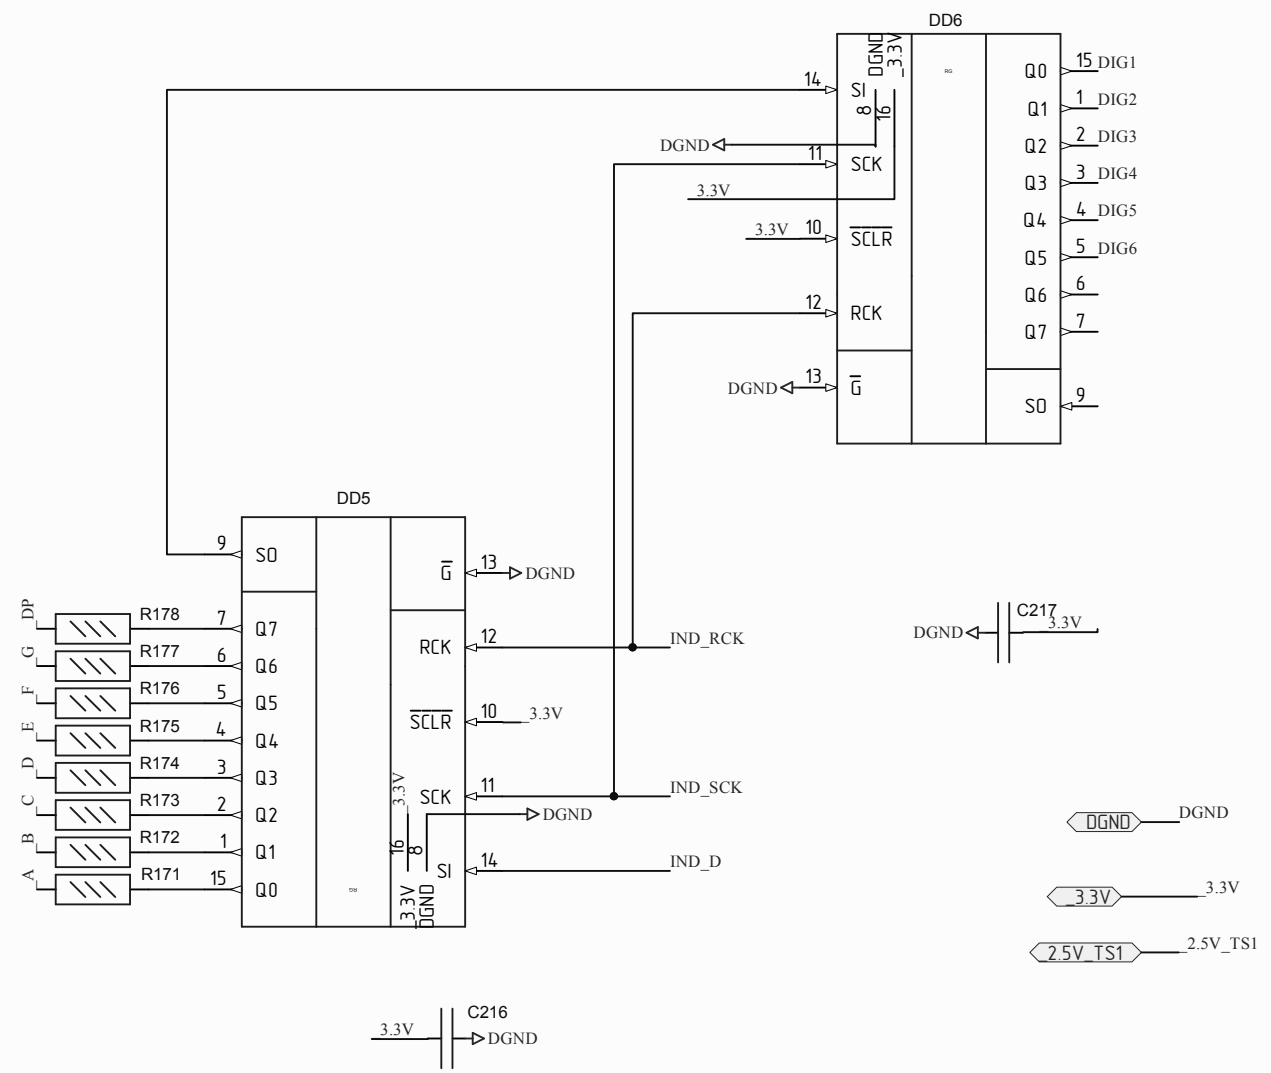 DD6
DGND
_3.3V
RG
14 SI
8
16
Q0 15 DIG1
Q1 1 DIG2
Q2 2 DIG3
DGND
11 SCK
Q3 3 DIG4
3.3V
Q4 4 DIG5
3.3V 10 SCLR
Q5 5 DIG6
Q6 6
12 RCK
Q7 7
DGND 13 G
SO 9
DD5
9 SO
G 13 DGND
DP R178 7 Q7
RCK 12 IND_RCK
G R177 6 Q6
F R176 5 Q5
SCLR 10 _3.3V
E R175 4 Q4
D R174 3 Q3
3.3V
SCK 11 IND_SCK
C R173 2 Q2
DGND
B R172 1 Q1
16
8
SI 14 IND_D
A R171 15 Q0
RG
_3.3V
DGND
C217
DGND _3.3V
DGND DGND
_3.3V _3.3V
_2.5V_TS1 _2.5V_TS1
C216
3.3V DGND